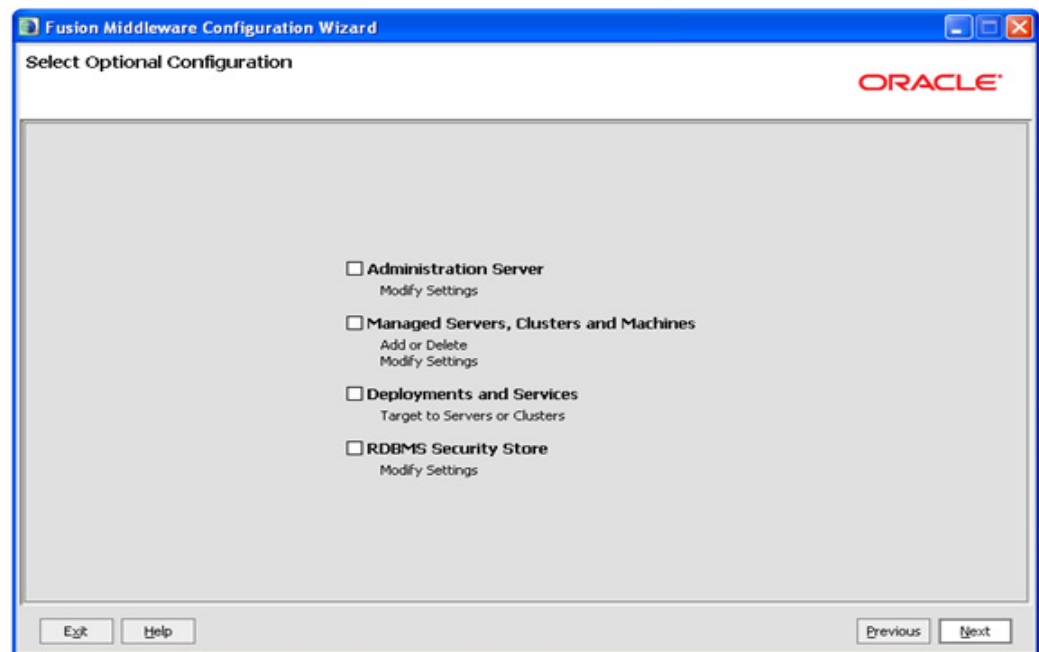 Fusion Middleware Configuration Wizard
Select Optional Configuration
ORACLE
Administration Server
Modify Settings
Managed Servers, Clusters and Machines
Add or Delete
Modify Settings
Deployments and Services
Target to Servers or Clusters
RDBMS Security Store
Modify Settings
Exit Help Previous Next